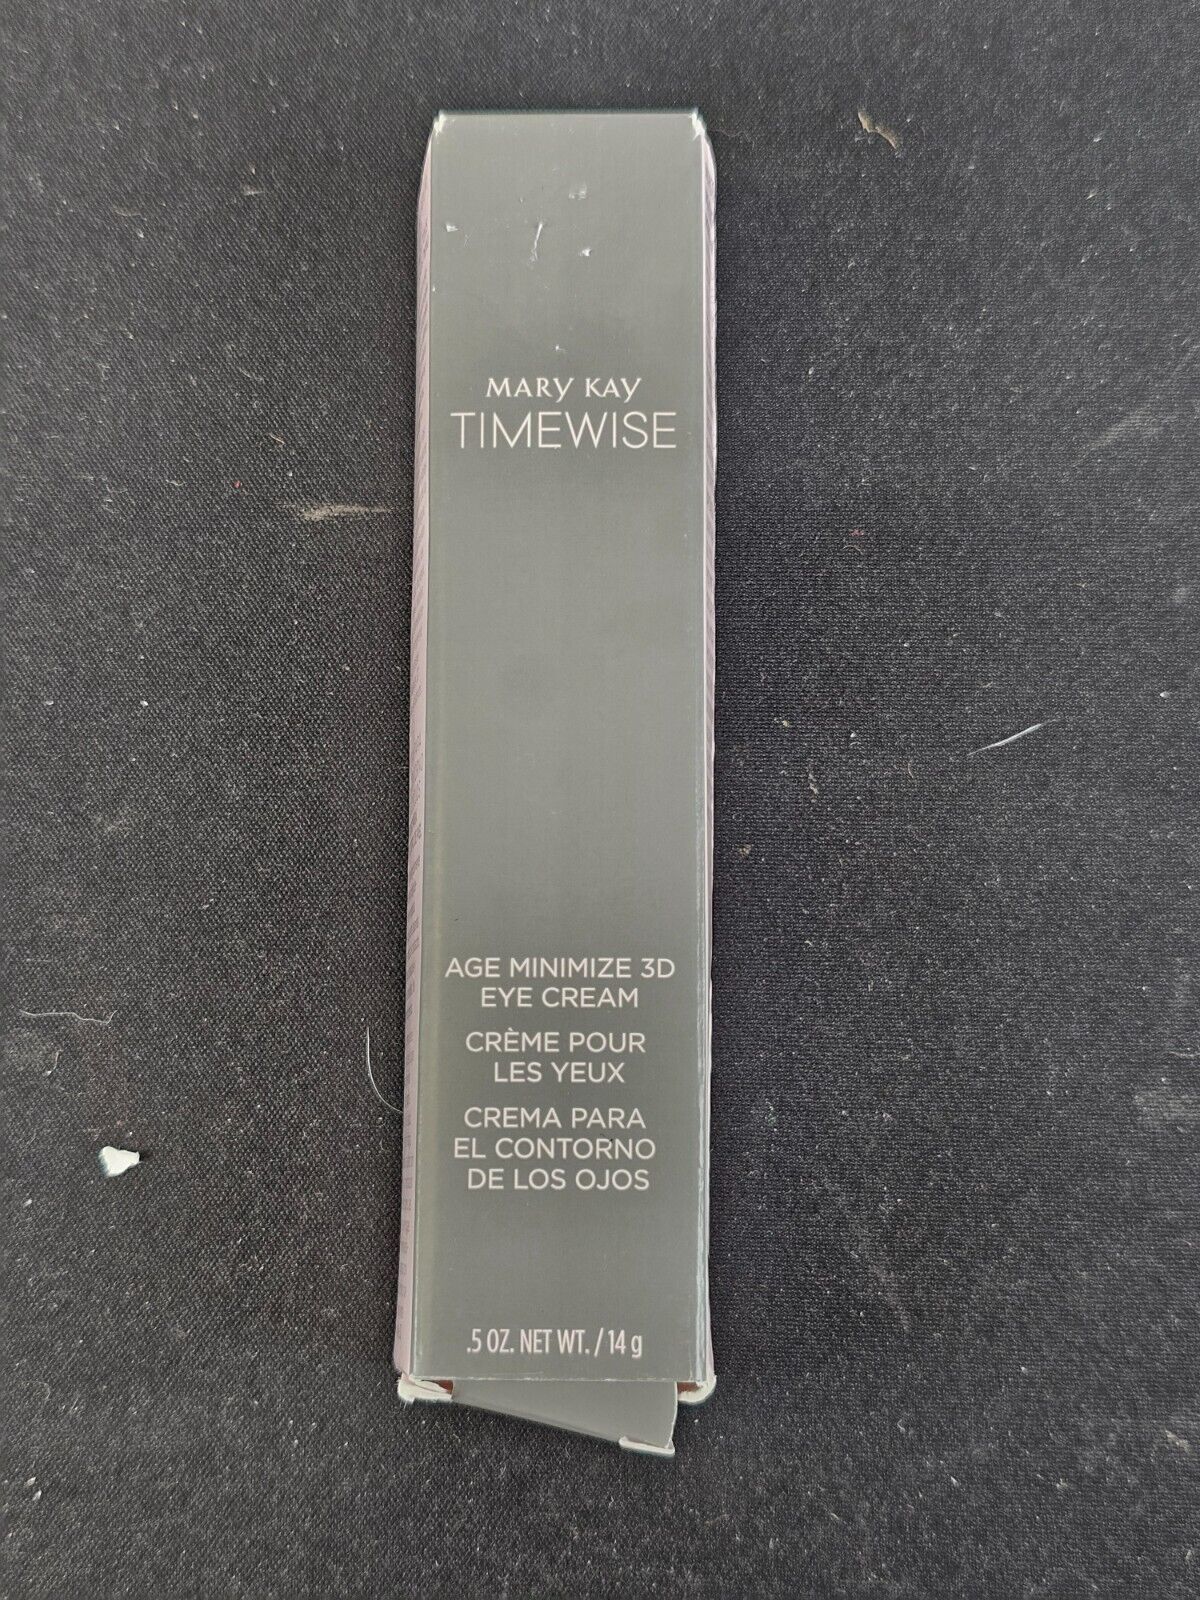 MARY KAY
TIMEWISE
AGE MINIMIZE 3D
EYE CREAM
CRÈME POUR
LES YEUX
CREMA PARA
EL CONTORNO
DE LOS OJOS
.5 OZ. NET WT. / 14 g